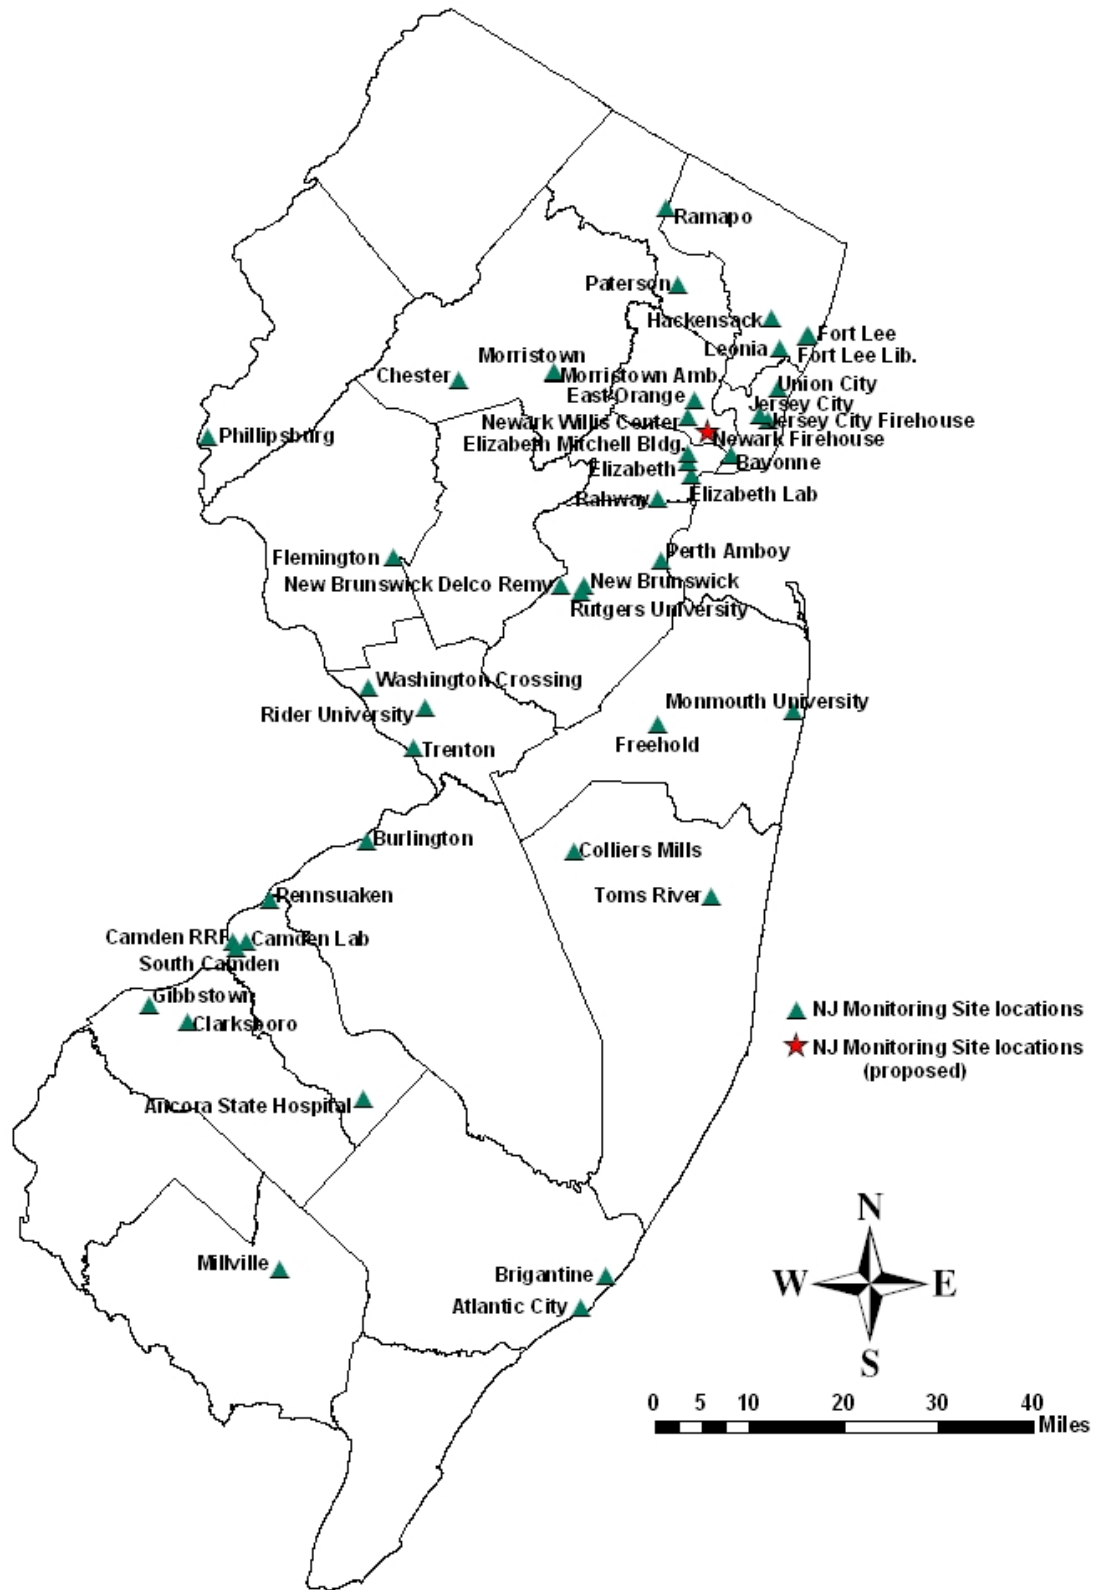 Ramapo
Paterson
Hackensack
Fort Lee
Leonia
Fort Lee Lib.
Morristown
Chester
Morristown Amb.
Union City
East Orange
Jersey City
Newark Willis Center
Jersey City Firehouse
Phillipsburg
Newark Firehouse
Elizabeth Mitchell Bldg.
Bayonne
Elizabeth
Elizabeth Lab
Rahway
Perth Amboy
Flemington
New Brunswick Delco Remy
New Brunswick
Rutgers University
Washington Crossing
Monmouth University
Rider University
Freehold
Trenton
Burlington
Colliers Mills
Pennsuaken
Toms River
Camden RRF
Camden Lab
South Camden
Gibbstown
Clarksboro
NJ Monitoring Site locations
NJ Monitoring Site locations
(proposed)
Ancora State Hospital
N
W E
S
Millville
Brigantine
Atlantic City
0 5 10 20 30 40
Miles